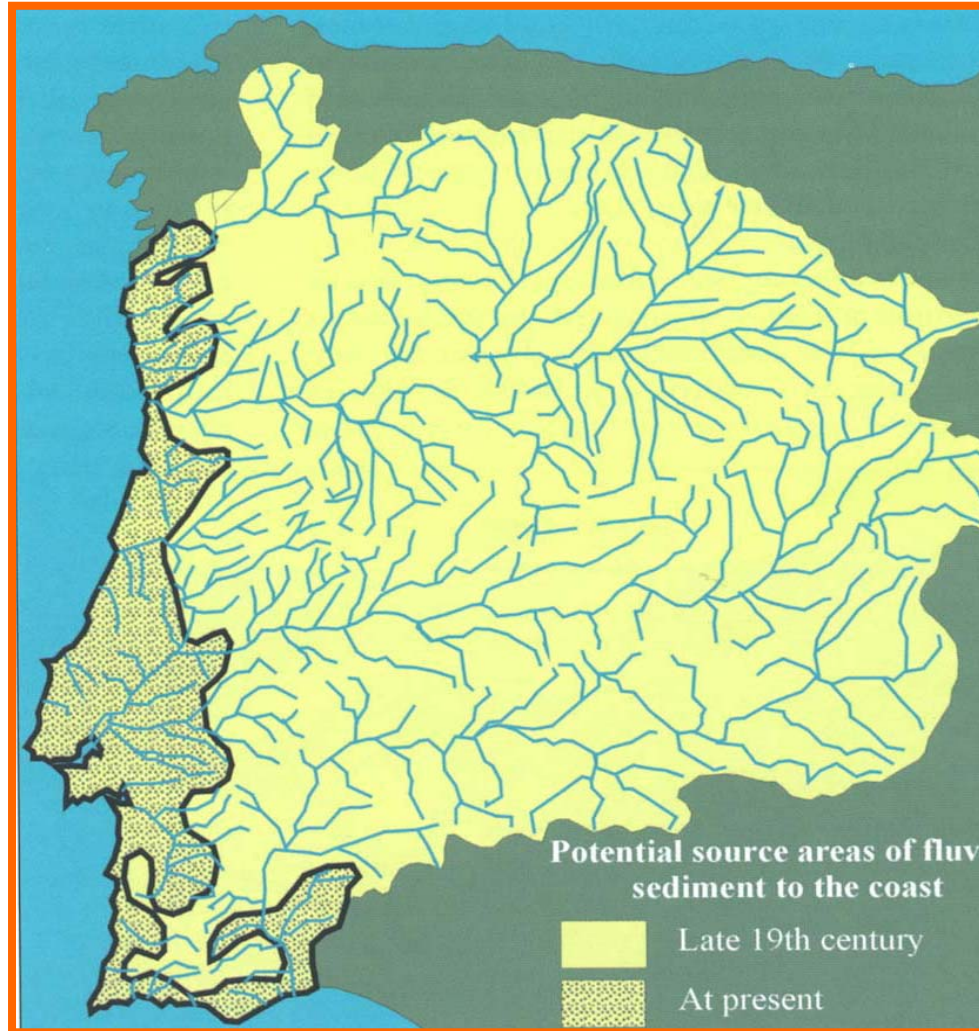 Potential source areas of fluv
sediment to the coast
Late 19th century
At present